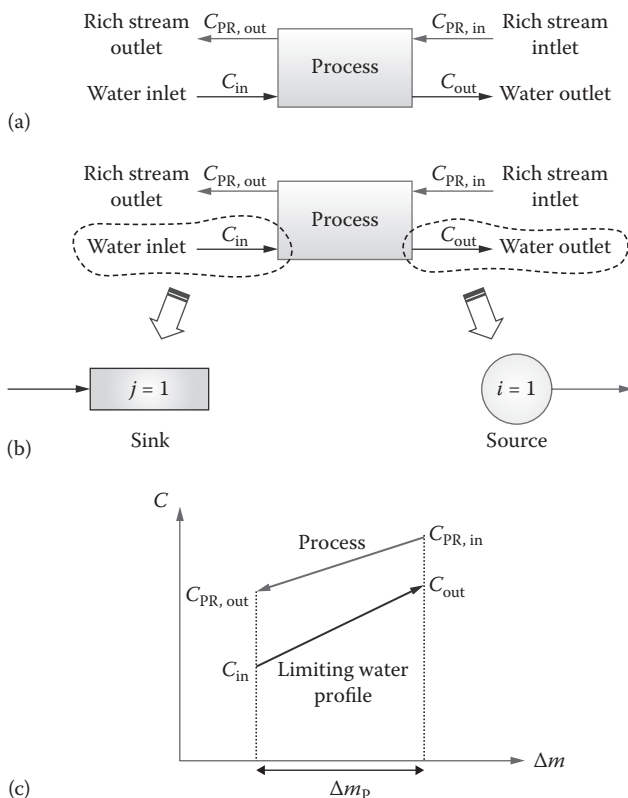 Rich stream outlet
C_PR, out
C_PR, in
Rich stream intlet
Process
Water inlet
C_in
C_out
Water outlet
(a)
Rich stream outlet
C_PR, out
C_PR, in
Rich stream intlet
Process
Water inlet
C_in
C_out
Water outlet
j = 1
i = 1
Sink
Source
(b)
C
Process
C_PR, in
C_PR, out
C_out
C_in
Limiting water
profile
Δm
Δm_P
(c)